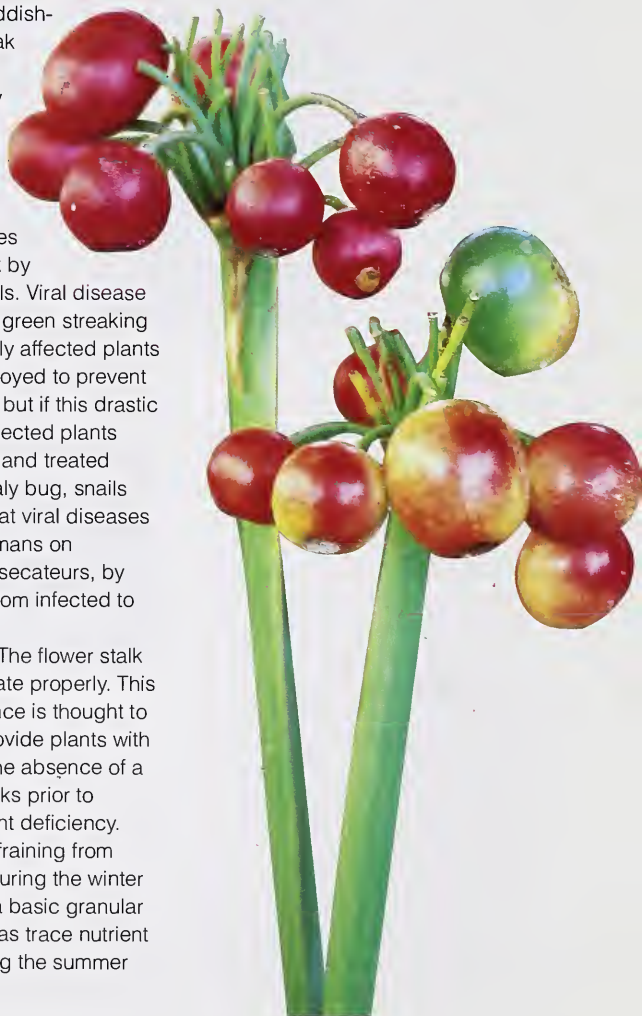 ddish-
ak
es
by
ls. Viral disease
green streaking
ly affected plants
oyed to prevent
but if this drastic
ected plants
and treated
aly bug, snails
at viral diseases
mans on
secateurs, by
om infected to
The flower stalk
ate properly. This
nce is thought to
ovide plants with
ne absence of a
ks prior to
nt deficiency.
fraining from
uring the winter
a basic granular
as trace nutrient
g the summer